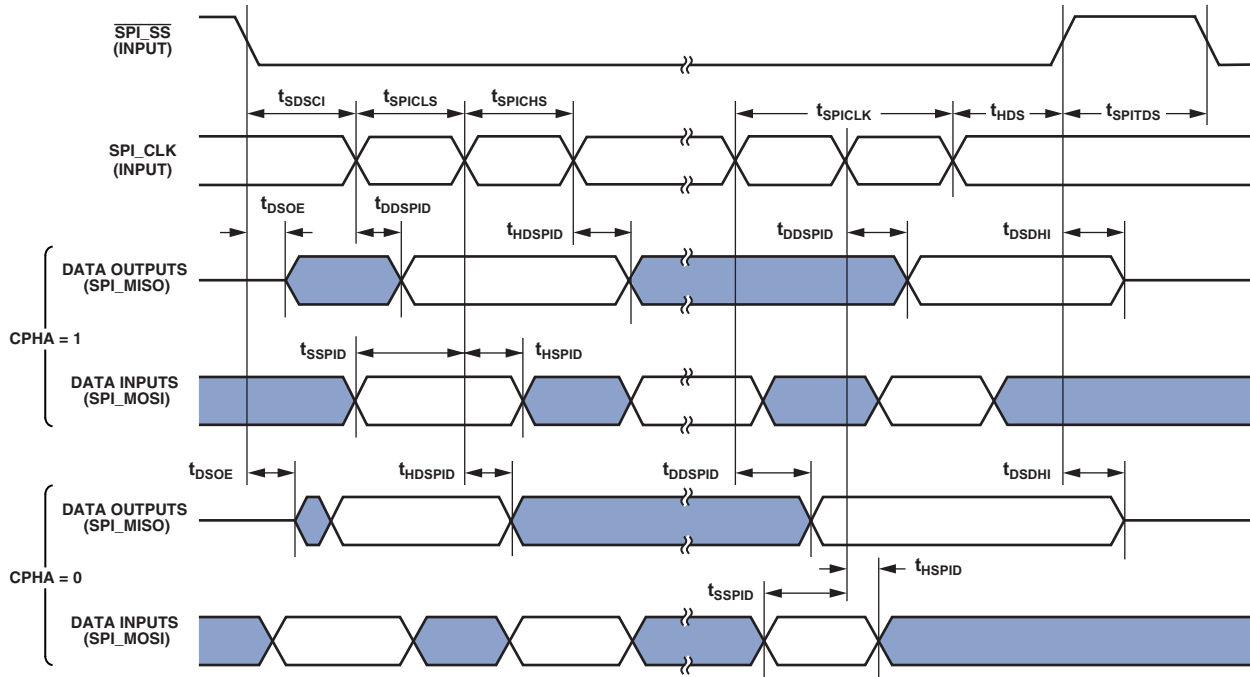 SPI_SS
(INPUT)
tSDSCI tSPICLS tSPICHS tSPICLK tHDS tSPITDS
SPI_CLK
(INPUT)
tDSOE tDDSPID tHDSPID tDDSPID tDSDHI
DATA OUTPUTS
(SPI_MISO)
CPHA = 1
tSSPID tHSPID
DATA INPUTS
(SPI_MOSI)
tDSOE tHDSPID tDDSPID tDSDHI
DATA OUTPUTS
(SPI_MISO)
CPHA = 0
tHSPID
tSSPID
DATA INPUTS
(SPI_MOSI)